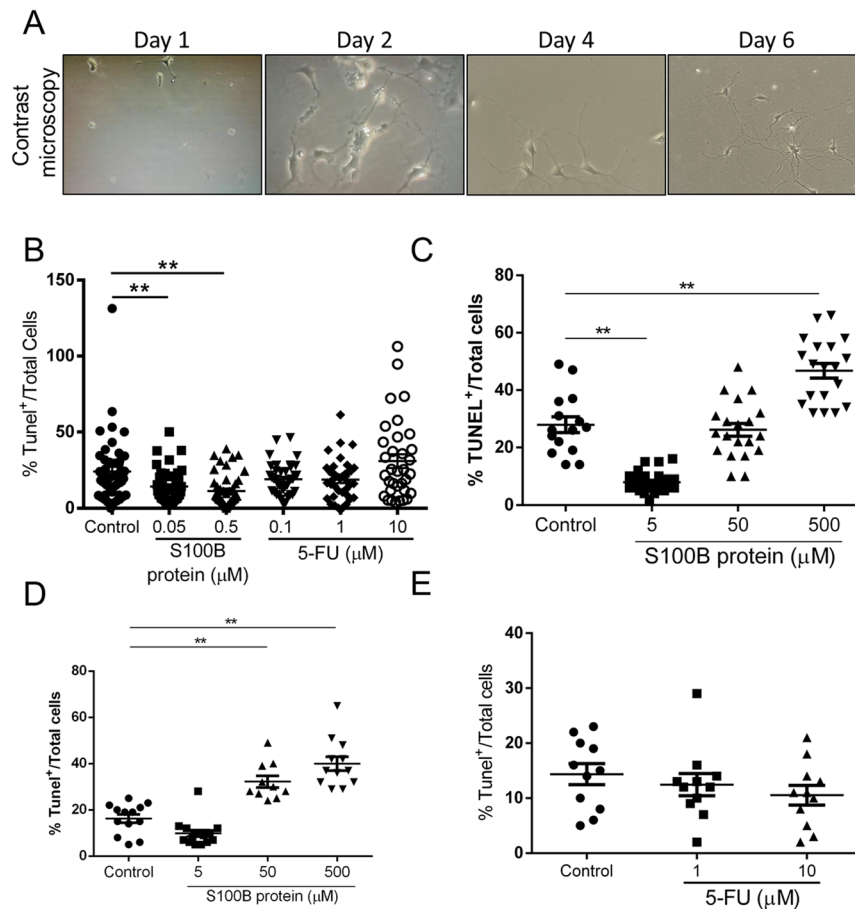 A
Day 1 Day 2 Day 4 Day 6
Contrast
microscopy
B
% Tunel⁺/Total Cells
150
100
50
0
** 
**
Control 0.05 0.5 0.1 1 10
S100B
protein (μM)
5-FU (μM)
C
% TUNEL⁺/Total cells
80
60
40
20
0
**
**
Control 5 50 500
S100B protein (μM)
D
% Tunel⁺/Total cells
80
60
40
20
0
**
**
Control 5 50 500
S100B protein (μM)
E
% Tunel⁺/Total cells
40
30
20
10
0
Control 1 10
5-FU (μM)